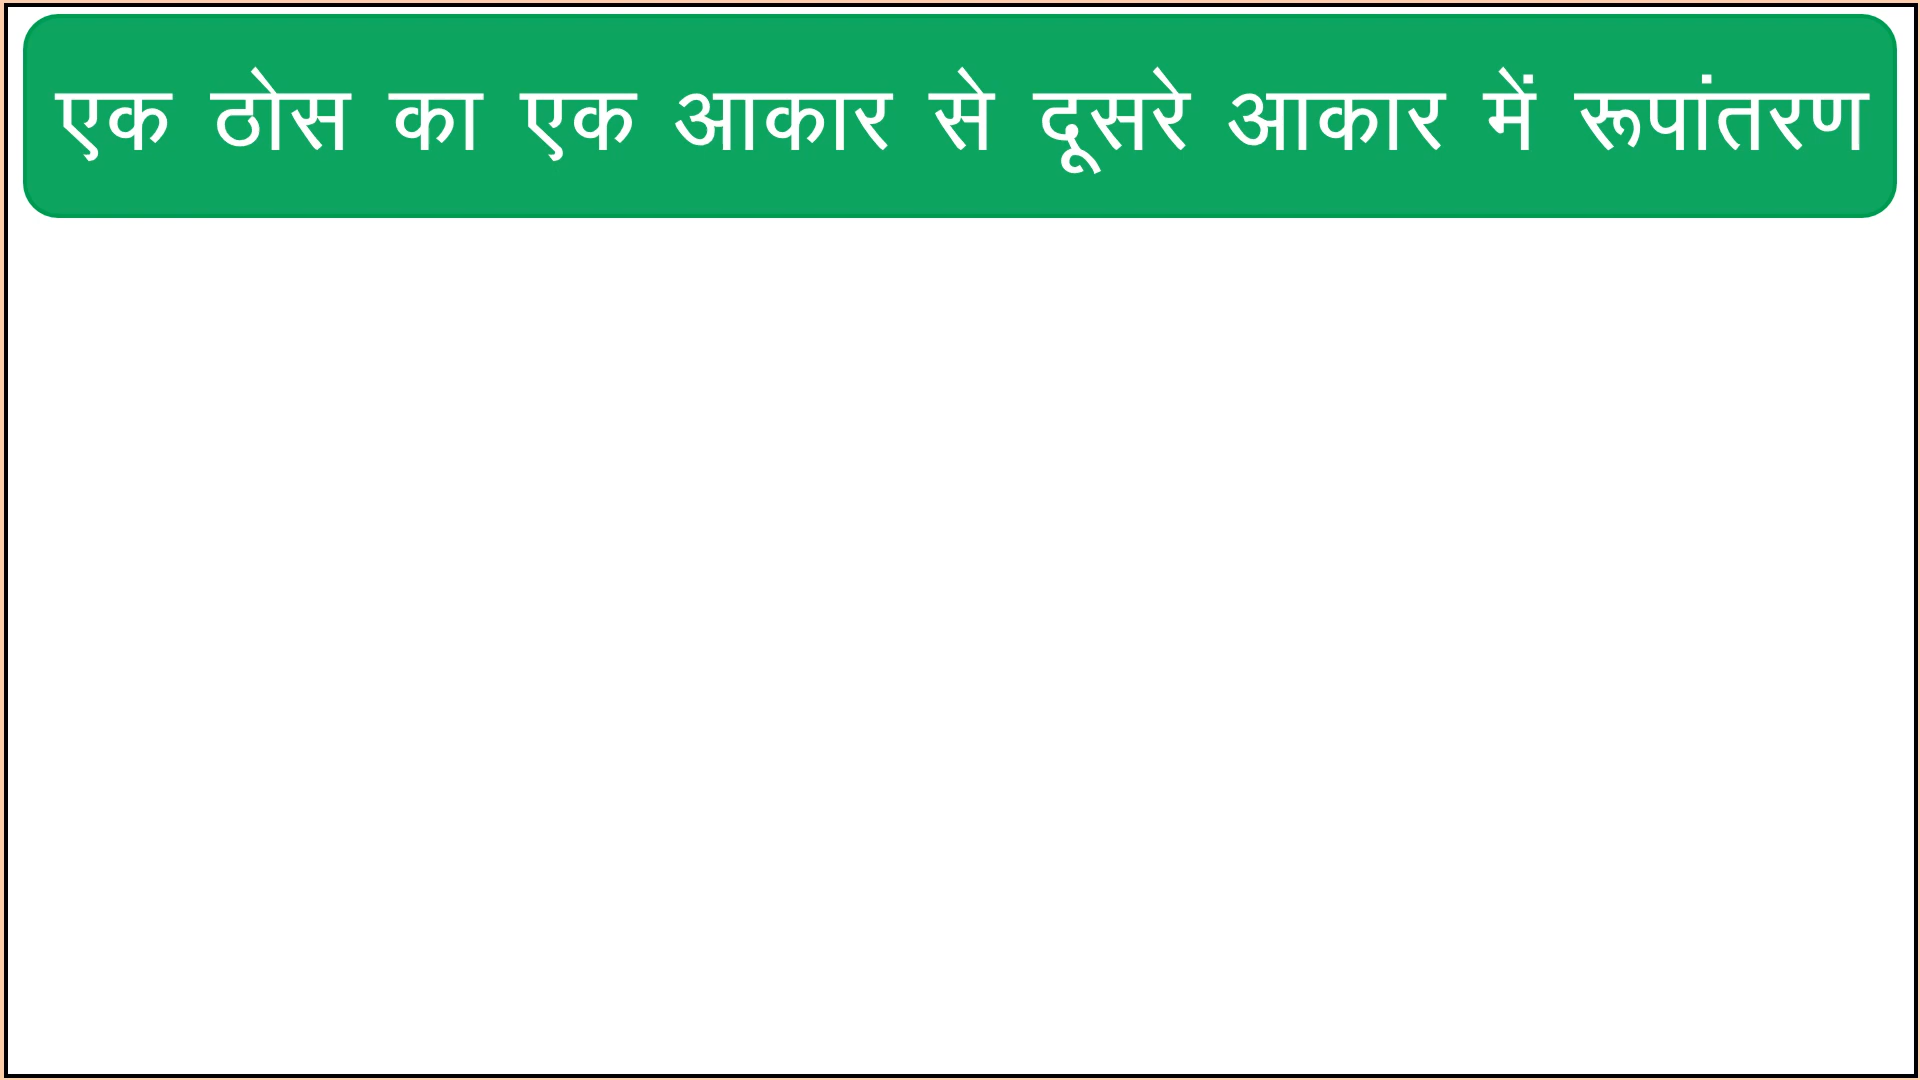 एक ठोस का एक आकार से दूसरे आकार में रूपांतरण